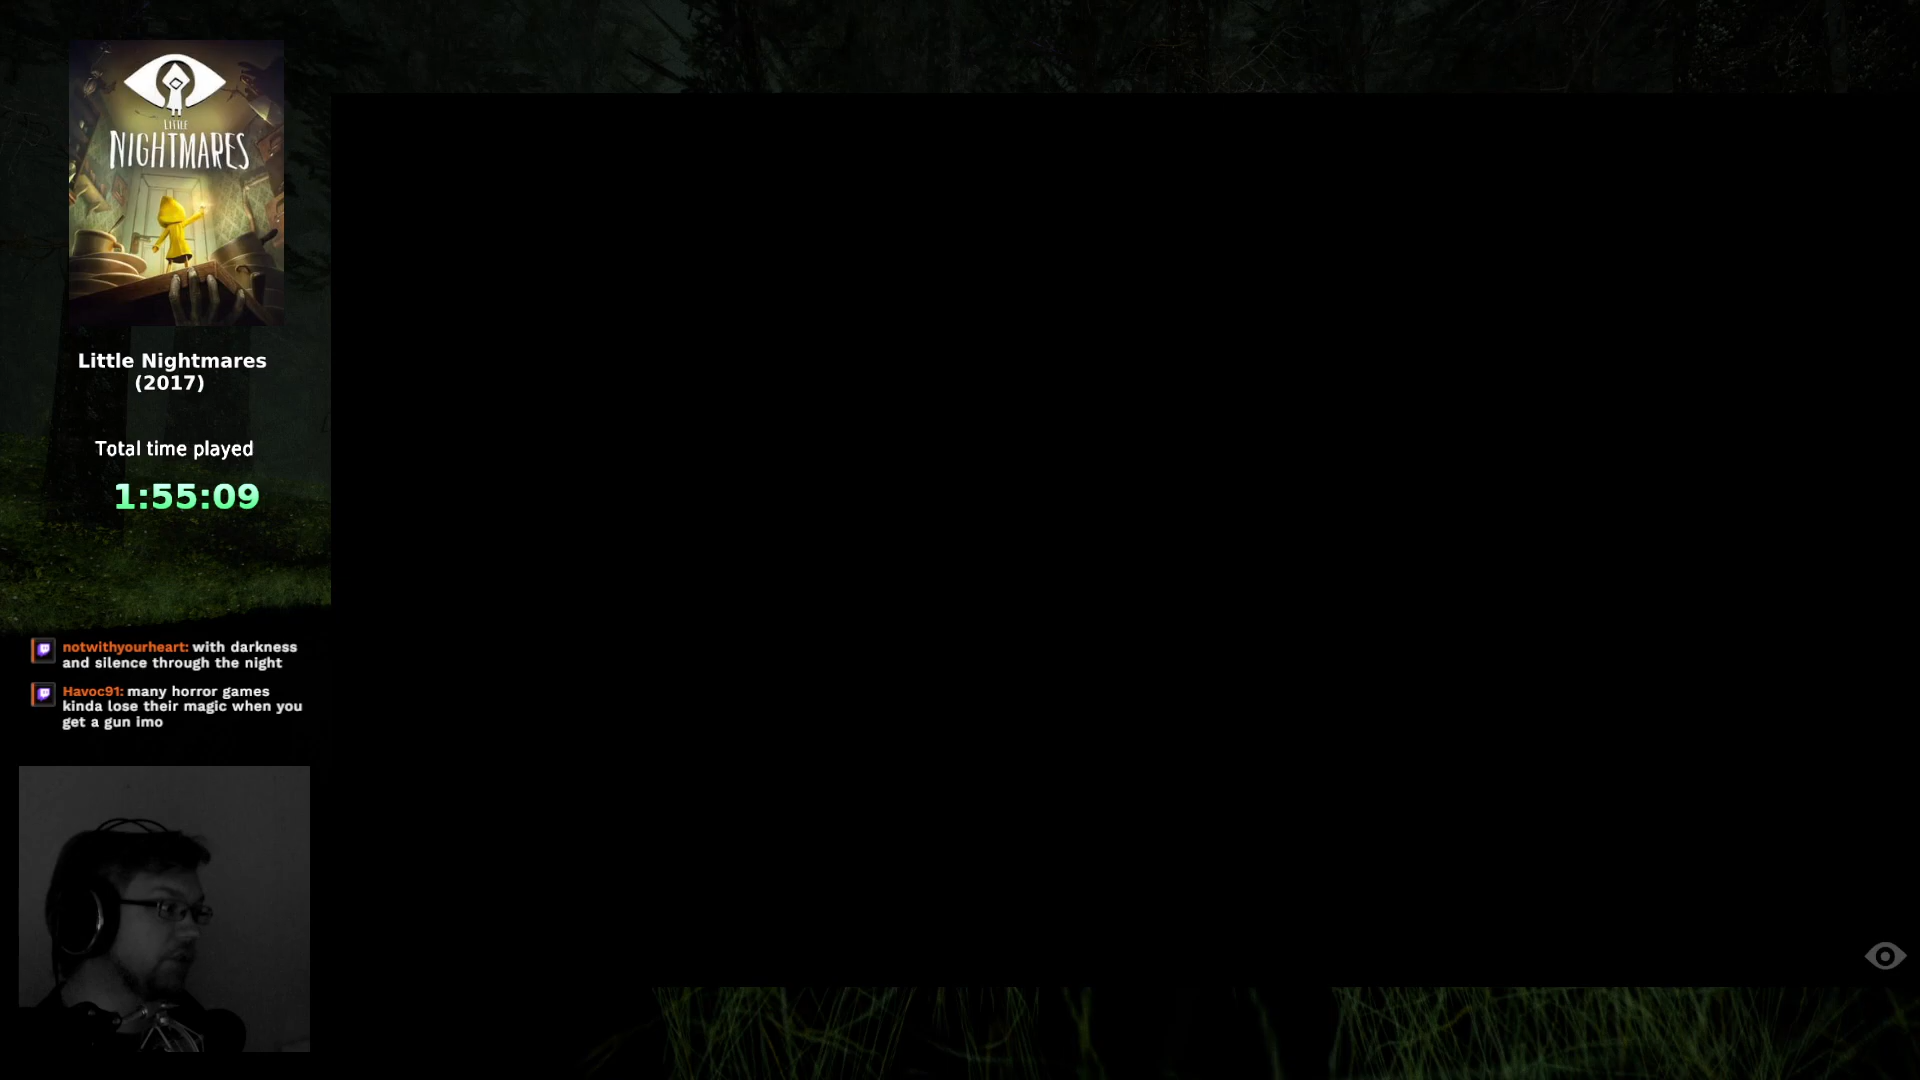 LITTLE
NIGHTMARES
Little Nightmares
(2017)
Total time played
1:55:09
notwithyourheart: with darkness
and silence through the night
Havoc91: many horror games
kinda lose their magic when you
get a gun imo